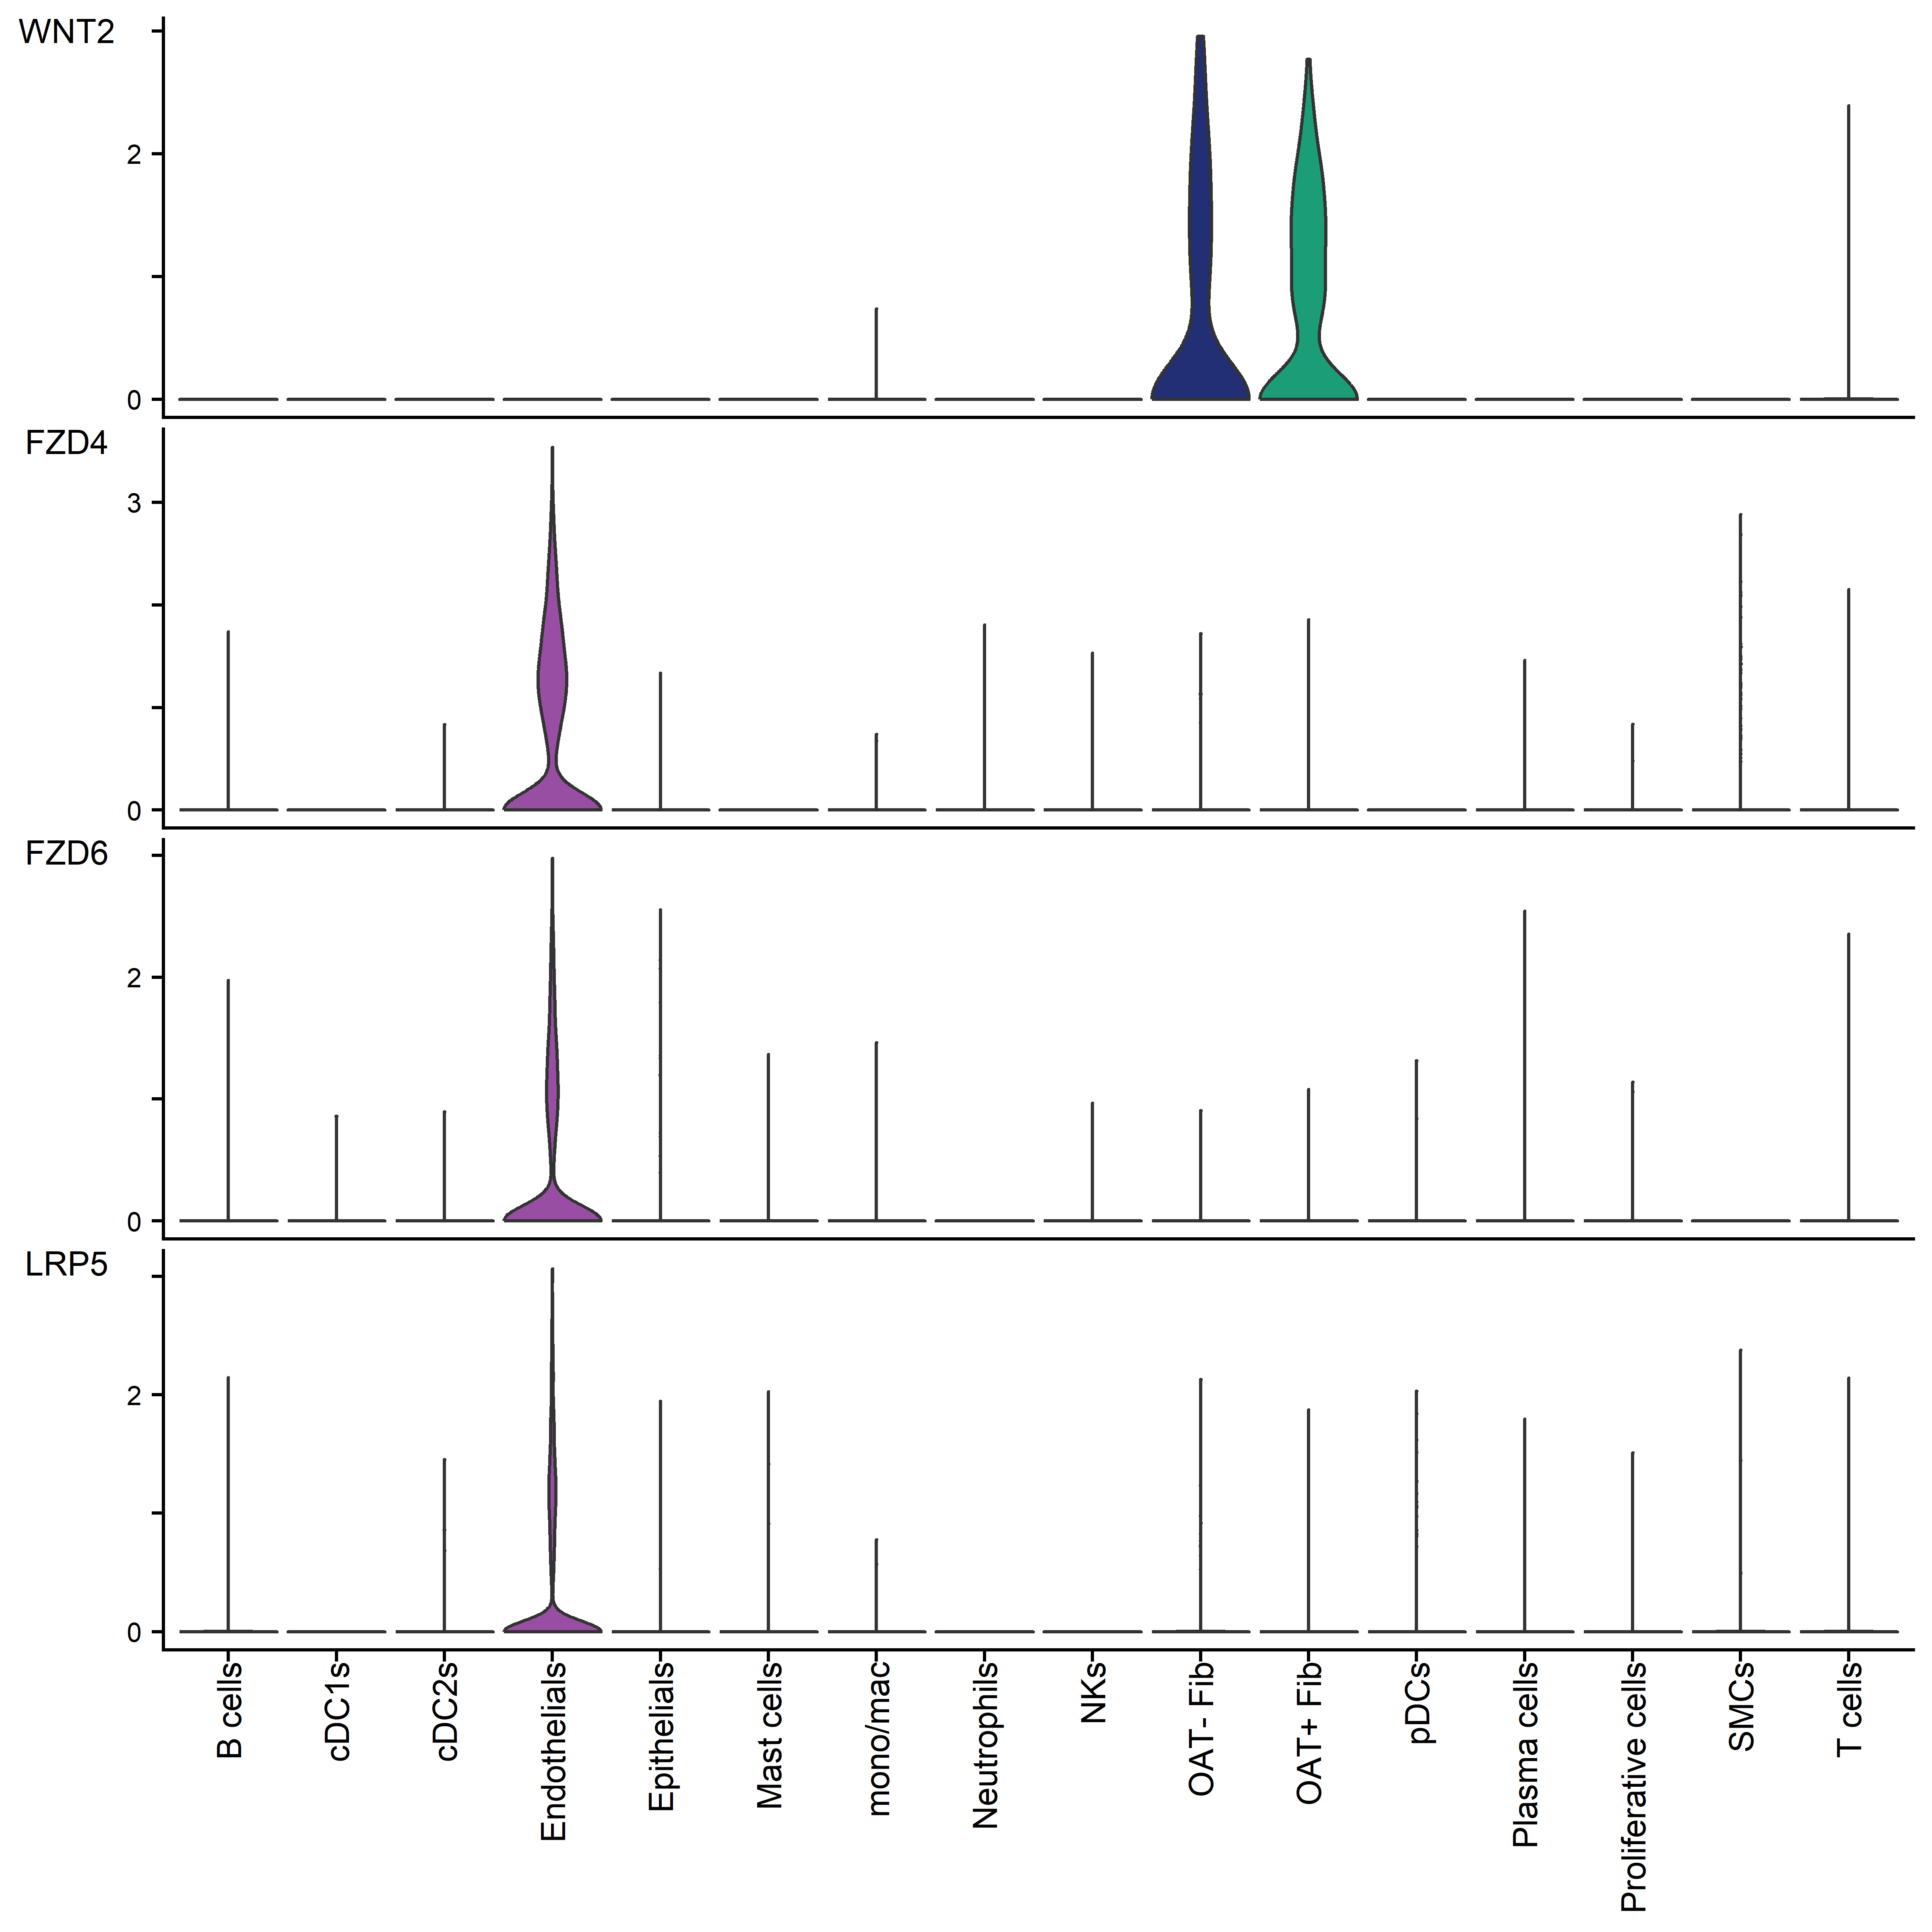 WNT2
2
0
FZD4
3
0
FZD6
2
0
LRP5
2
0
B cells
cDC1s
cDC2s
Endothelials
Epithelials
Mast cells
mono/mac
Neutrophils
NKs
OAT- Fib
OAT+ Fib
pDCs
Plasma cells
Proliferative cells
SMCs
T cells